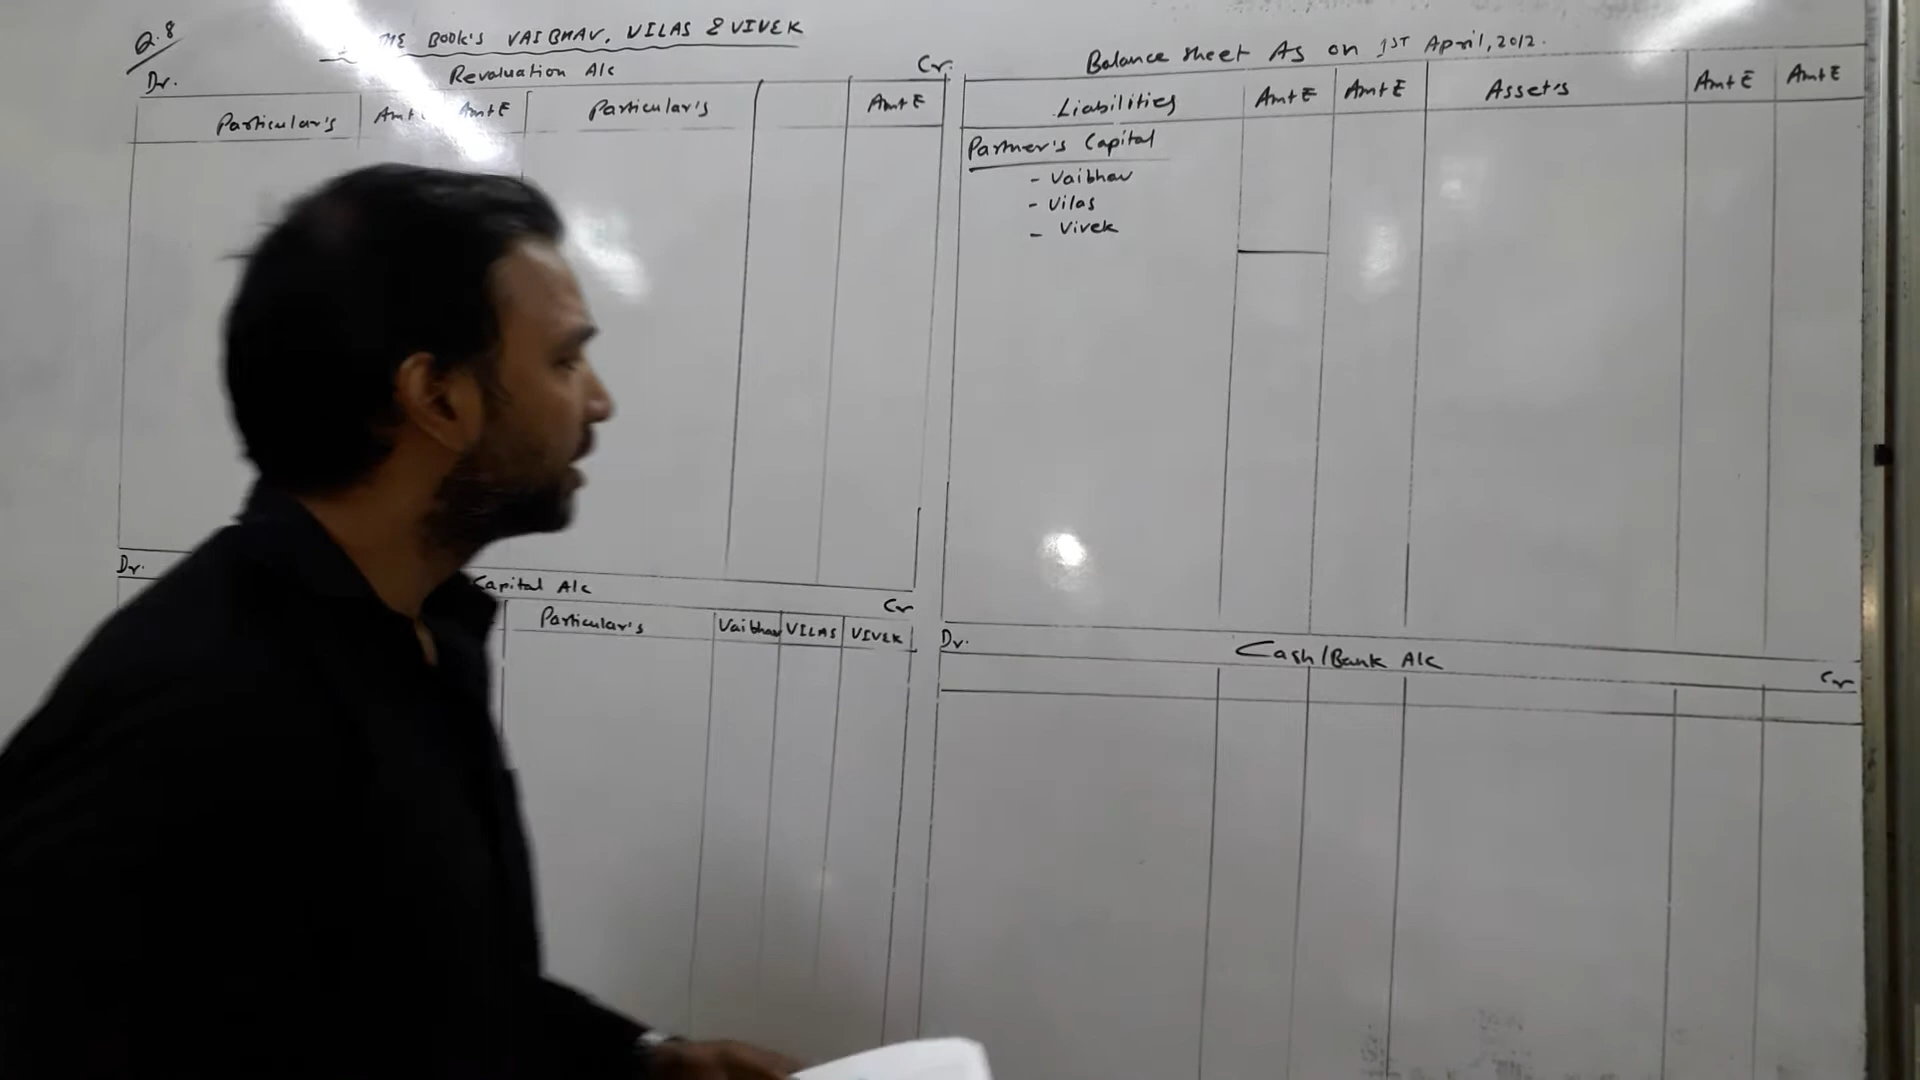 Q.8
THE BOOK'S VAIBHAV, VILAS & VIVEK
Dr. Revaluation A/c Cr.
Particular's Amt Amt ₹ Particular's Amt ₹
Dr. Capital A/c Cr
Particular's Vaibhav VILAS VIVEK
Balance sheet As on 1ST April, 2012.
Liabilities Amt ₹ Amt ₹ Asset's Amt ₹ Amt ₹
Partner's Capital
- Vaibhav
- Vilas
- Vivek
Dr. Cash/Bank A/c Cr